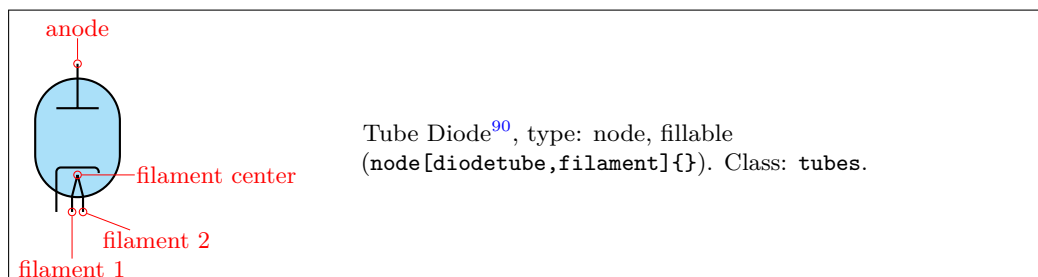 anode
Tube Diode90, type: node, fillable
(node[diodetube,filament]{}). Class: tubes.
filament center
filament 2
filament 1